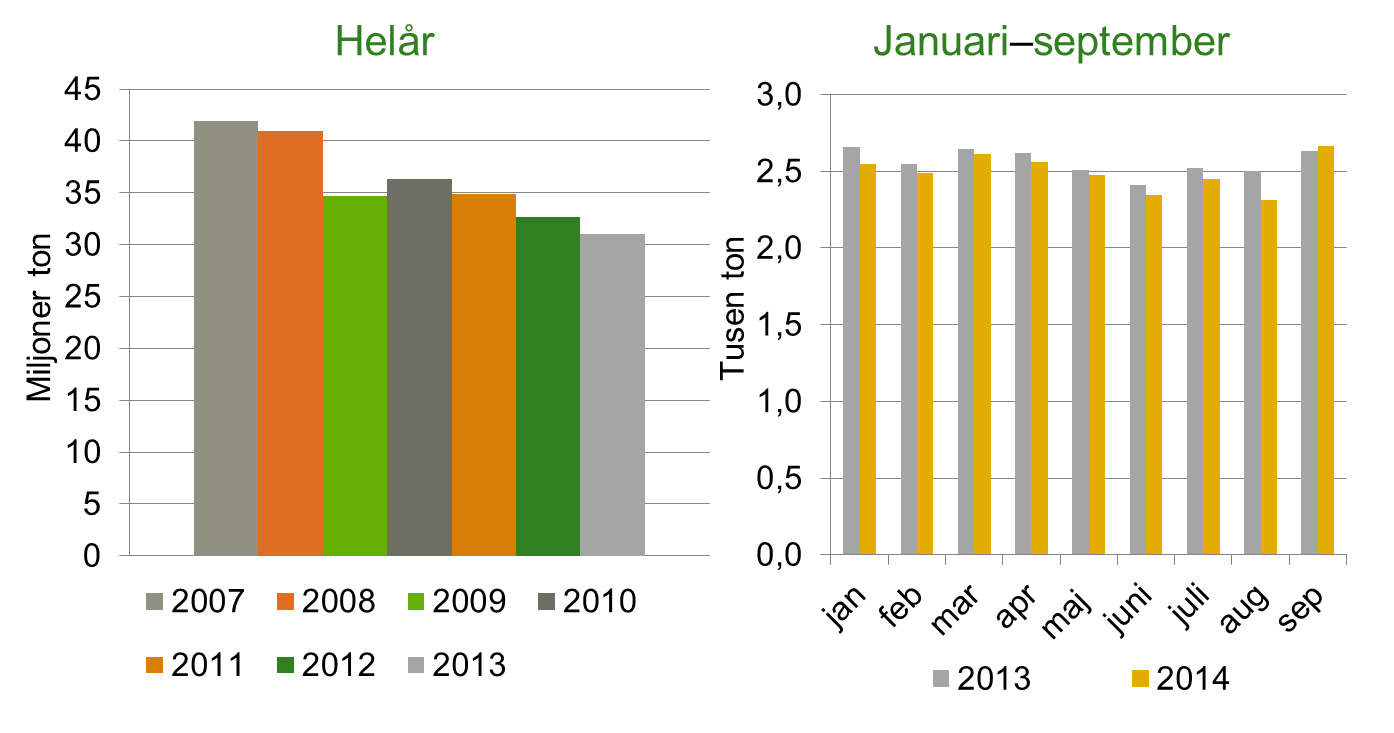 Helår
Miljoner ton
45
40
35
30
25
20
15
10
5
0
2007 2008 2009 2010
2011 2012 2013
Januari–september
Tusen ton
3,0
2,5
2,0
1,5
1,0
0,5
0,0
jan feb mar apr maj juni juli aug sep
2013 2014